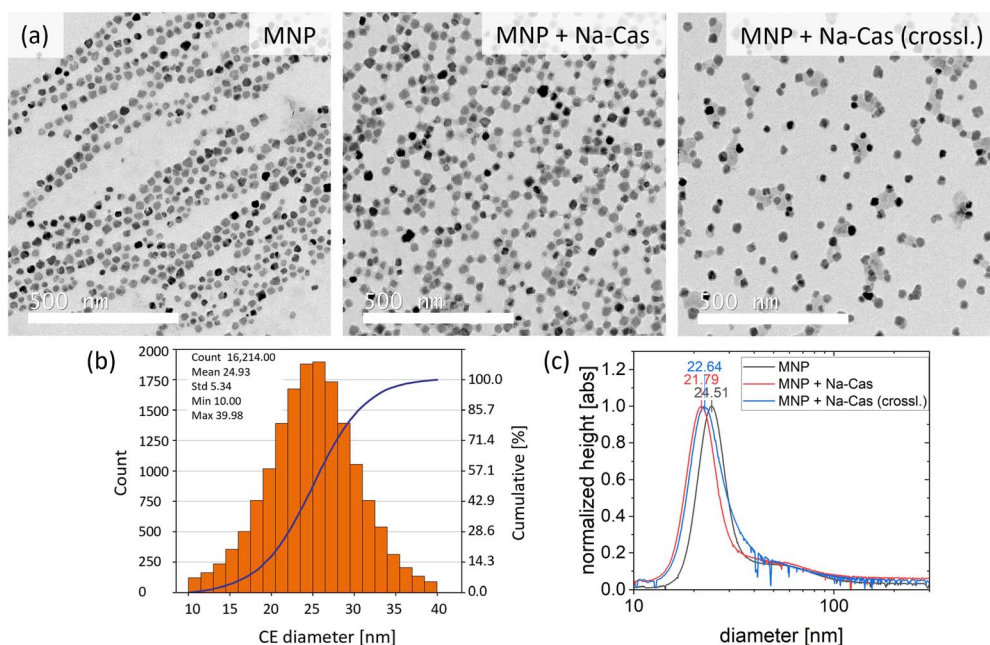 (a)
MNP
MNP + Na-Cas
MNP + Na-Cas (crossl.)
500 nm
500 nm
500 nm
(b)
2000
1750
1500
1250
1000
750
500
250
0
Count
Count 16,214.00
Mean 24.93
Std 5.34
Min 10.00
Max 39.98
100.0
85.7
71.4
57.1
42.9
28.6
14.3
0.0
Cumulative [%]
10 15 20 25 30 35 40
CE diameter [nm]
(c)
22.64
21.79
24.51
MNP
MNP + Na-Cas
MNP + Na-Cas (crossl.)
1.2
1.0
0.8
0.6
0.4
0.2
0.0
normalized height [abs]
10 100
diameter [nm]